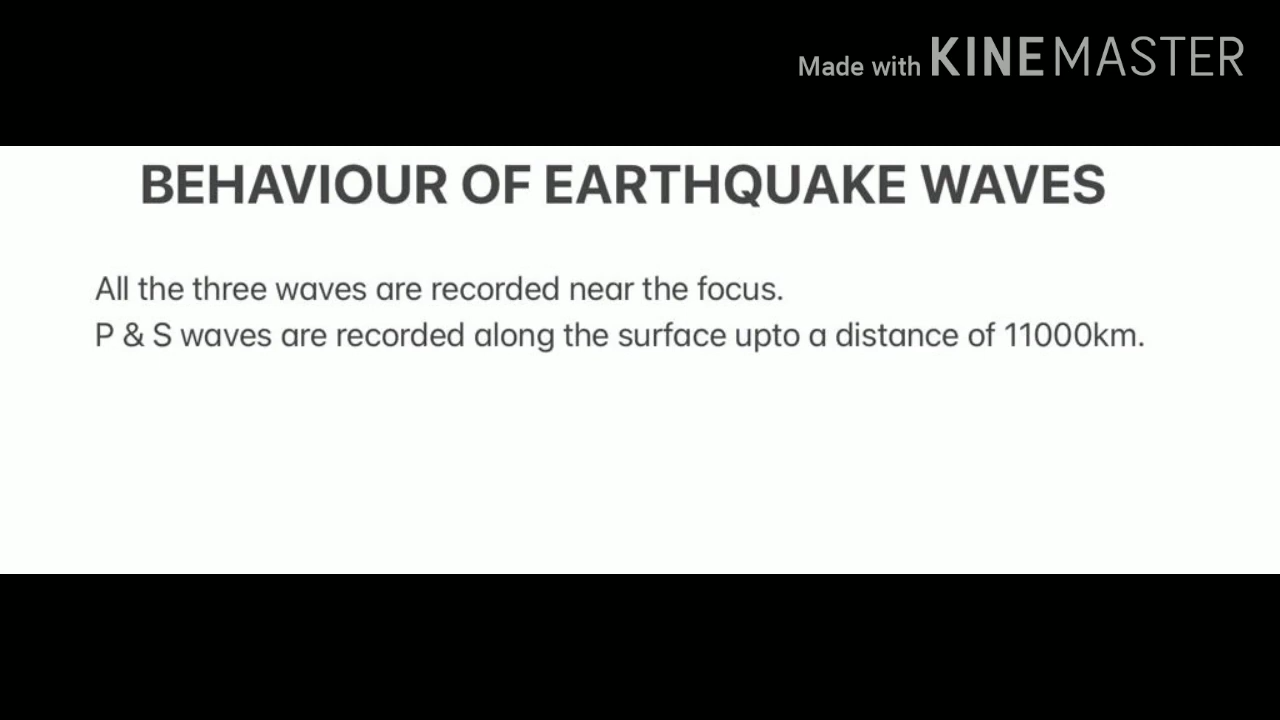 Made with KINEMASTER
BEHAVIOUR OF EARTHQUAKE WAVES
All the three waves are recorded near the focus.
P & S waves are recorded along the surface upto a distance of 11000km.